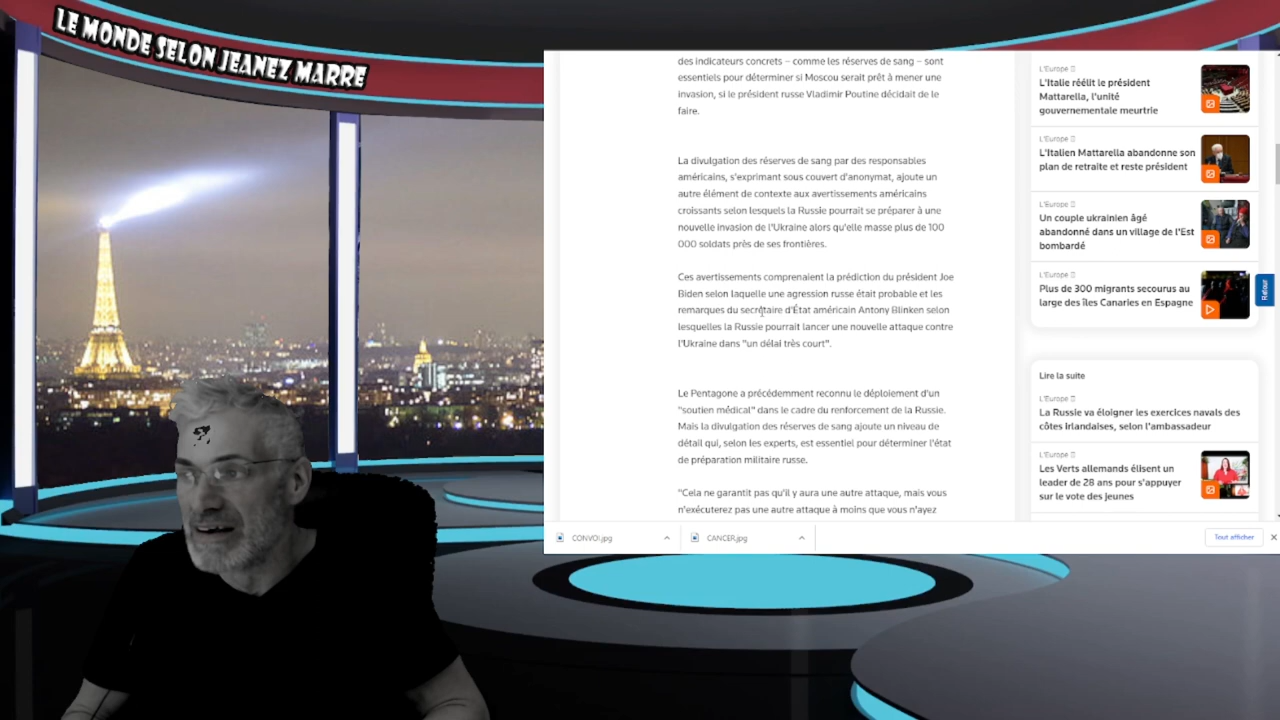 LE MONDE SELON JEANEZ MARRE
des indicateurs concrets – comme les réserves de sang – sont
essentiels pour déterminer si Moscou serait prêt à mener une
invasion, si le président russe Vladimir Poutine décidait de le
faire.
La divulgation des réserves de sang par des responsables
américains, s'exprimant sous couvert d'anonymat, ajoute un
autre élément de contexte aux avertissements américains
croissants selon lesquels la Russie pourrait se préparer à une
nouvelle invasion de l'Ukraine alors qu'elle masse plus de 100
000 soldats près de ses frontières.
Ces avertissements comprenaient la prédiction du président Joe
Biden selon laquelle une agression russe était probable et les
remarques du secrétaire d'État américain Antony Blinken selon
lesquelles la Russie pourrait lancer une nouvelle attaque contre
l'Ukraine dans "un délai très court".
Le Pentagone a précédemment reconnu le déploiement d'un
"soutien médical" dans le cadre du renforcement de la Russie.
Mais la divulgation des réserves de sang ajoute un niveau de
détail qui, selon les experts, est essentiel pour déterminer l'état
de préparation militaire russe.
"Cela ne garantit pas qu'il y aura une autre attaque, mais vous
n'exécuterez pas une autre attaque à moins que vous n'ayez
L'Europe
L'Italie réélit le président
Mattarella, l'unité
gouvernementale meurtrie
L'Europe
L'Italien Mattarella abandonne son
plan de retraite et reste président
L'Europe
Un couple ukrainien âgé
abandonné dans un village de l'Est
bombardé
L'Europe
Plus de 300 migrants secourus au
large des îles Canaries en Espagne
Retour
Lire la suite
L'Europe
La Russie va éloigner les exercices navals des
côtes irlandaises, selon l'ambassadeur
L'Europe
Les Verts allemands élisent un
leader de 28 ans pour s'appuyer
sur le vote des jeunes
CONVOI.jpg
CANCER.jpg
Tout afficher